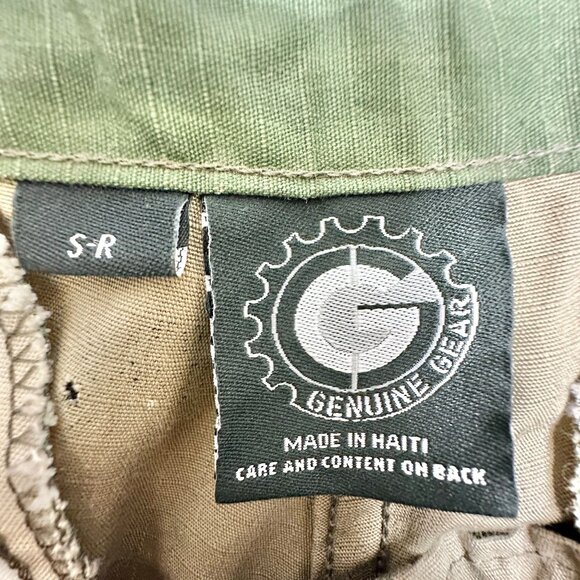 S-R
G
GENUINE GEAR
MADE IN HAITI
CARE AND CONTENT ON BACK